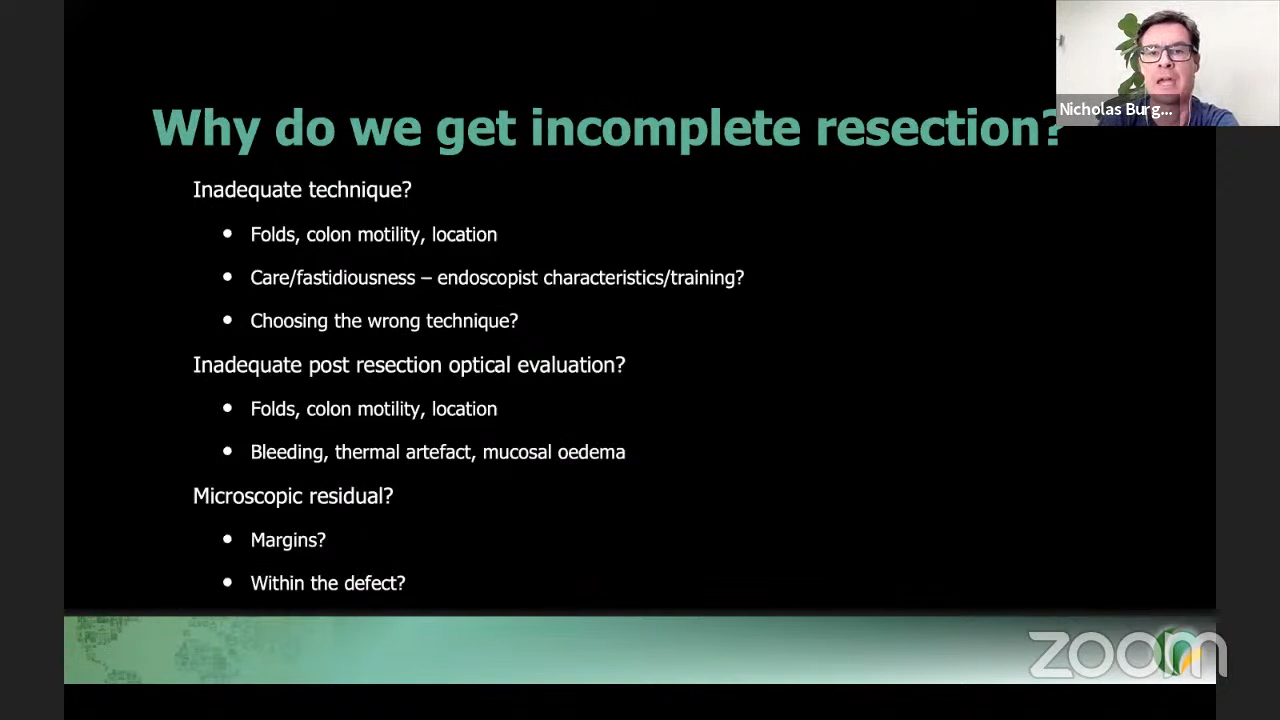 Nicholas Burg...
Why do we get incomplete resection?
Inadequate technique?
• Folds, colon motility, location
• Care/fastidiousness – endoscopist characteristics/training?
• Choosing the wrong technique?
Inadequate post resection optical evaluation?
• Folds, colon motility, location
• Bleeding, thermal artefact, mucosal oedema
Microscopic residual?
• Margins?
• Within the defect?
zoom